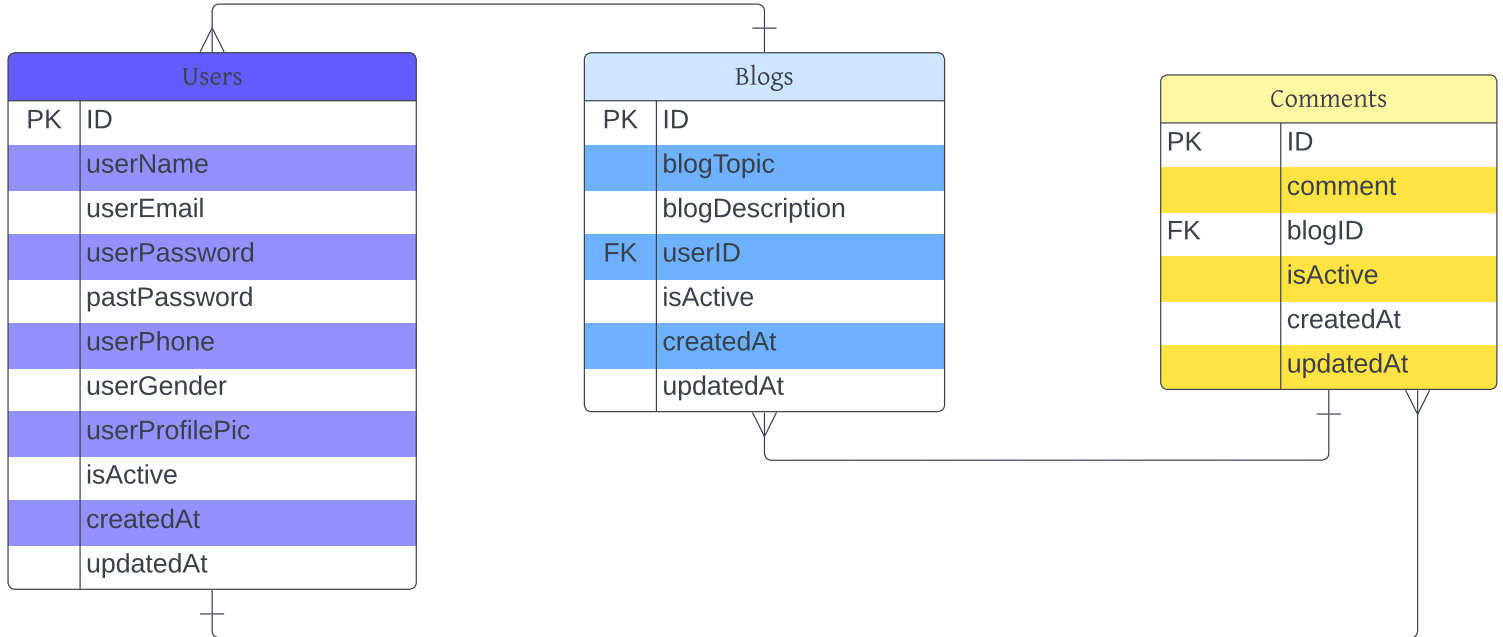 Users
PK ID
userName
userEmail
userPassword
pastPassword
userPhone
userGender
userProfilePic
isActive
createdAt
updatedAt
Blogs
PK ID
blogTopic
blogDescription
FK userID
isActive
createdAt
updatedAt
Comments
PK ID
comment
FK blogID
isActive
createdAt
updatedAt